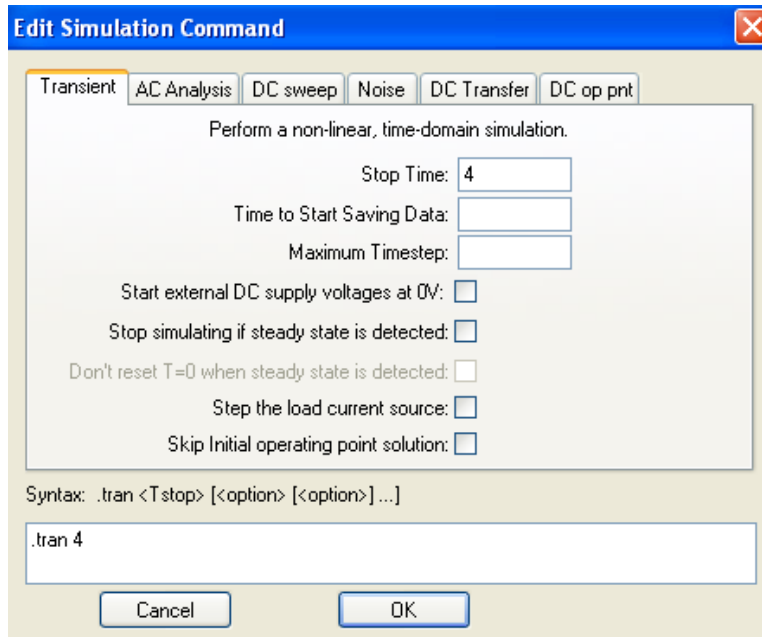 Edit Simulation Command
Transient AC Analysis DC sweep Noise DC Transfer DC op pnt
Perform a non-linear, time-domain simulation.
Stop Time: 4
Time to Start Saving Data:
Maximum Timestep:
Start external DC supply voltages at 0V:
Stop simulating if steady state is detected:
Don't reset T=0 when steady state is detected:
Step the load current source:
Skip Initial operating point solution:
Syntax: .tran <Tstop> [<option> [<option>] ...]
.tran 4
Cancel OK